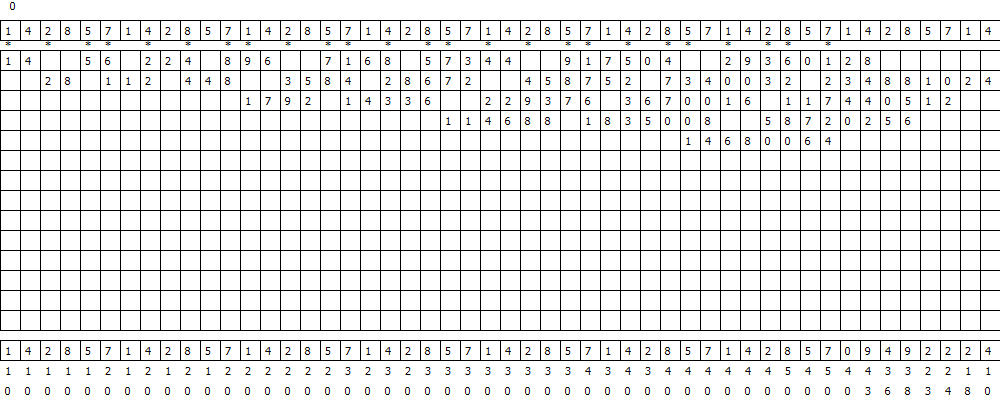 0
1 4 2 8 5 7 1 4 2 8 5 7 1 4 2 8 5 7 1 4 2 8 5 7 1 4 2 8 5 7 1 4 2 8 5 7 1 4 2 8 5 7 1 4 2 8 5 7 1 4
* * * * * * * * * * * * * * * * * * * * * * * * *
1 4 5 6 2 2 4 8 9 6 7 1 6 8 5 7 3 4 4 9 1 7 5 0 4 2 9 3 6 0 1 2 8
2 8 1 1 2 4 4 8 3 5 8 4 2 8 6 7 2 4 5 8 7 5 2 7 3 4 0 0 3 2 2 3 4 8 8 1 0 2 4
1 7 9 2 1 4 3 3 6 2 2 9 3 7 6 3 6 7 0 0 1 6 1 1 7 4 4 0 5 1 2
1 1 4 6 8 8 1 8 3 5 0 0 8 5 8 7 2 0 2 5 6
1 4 6 8 0 0 6 4
1 4 2 8 5 7 1 4 2 8 5 7 1 4 2 8 5 7 1 4 2 8 5 7 1 4 2 8 5 7 1 4 2 8 5 7 1 4 2 8 5 7 0 9 4 9 2 2 2 4
1 1 1 1 1 2 1 2 1 2 1 2 2 2 2 2 2 3 2 3 2 3 3 3 3 3 3 3 3 4 3 4 3 4 4 4 4 4 4 5 4 5 0 4 3 3 2 2 1 1
0 0 0 0 0 0 0 0 0 0 0 0 0 0 0 0 0 0 0 0 0 0 0 0 0 0 0 0 0 0 0 0 0 0 0 0 0 0 0 0 0 0 0 3 6 8 3 4 8 0